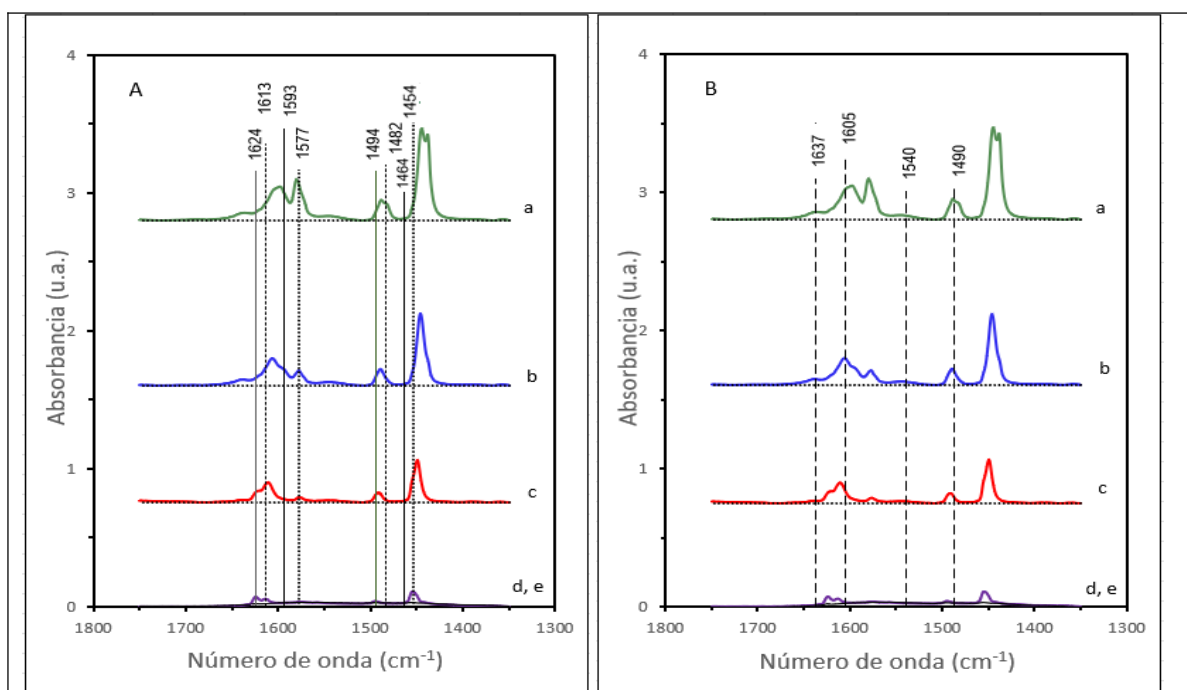 A
1624
1613
1593
1577
1494
1482
1464
1454
4
3
2
1
0
a
b
c
d, e
1800
1700
1600
1500
1400
1300
Absorbancia (u.a.)
Número de onda (cm⁻¹)
B
1637
1605
1540
1490
4
3
2
1
0
a
b
c
d, e
1800
1700
1600
1500
1400
1300
Absorbancia (u.a.)
Número de onda (cm⁻¹)